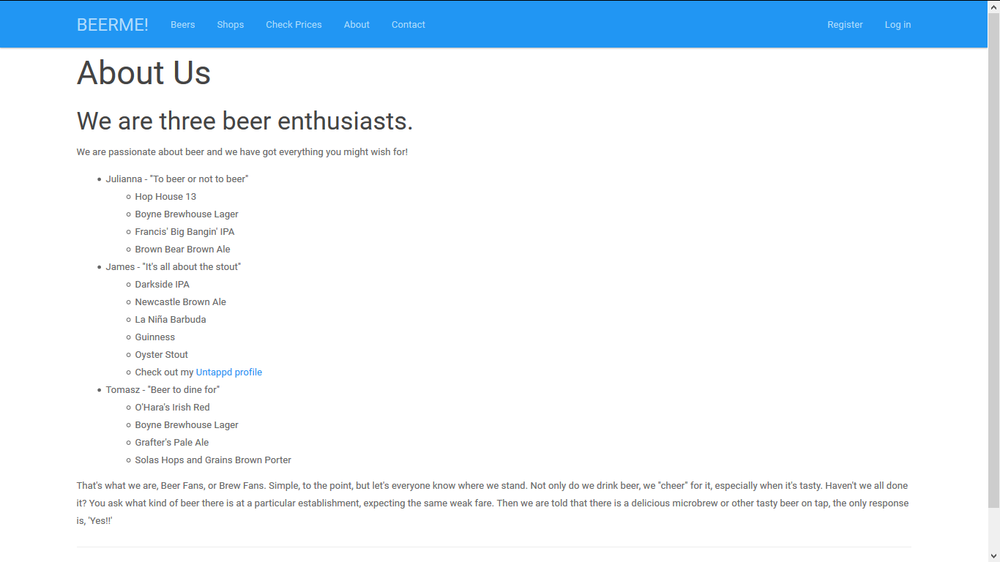 BEERME! Beers Shops Check Prices About Contact Register Log in
About Us
We are three beer enthusiasts.
We are passionate about beer and we have got everything you might wish for!
Julianna - "To beer or not to beer"
Hop House 13
Boyne Brewhouse Lager
Francis' Big Bangin' IPA
Brown Bear Brown Ale
James - "It's all about the stout"
Darkside IPA
Newcastle Brown Ale
La Niña Barbuda
Guinness
Oyster Stout
Check out my Untappd profile
Tomasz - "Beer to dine for"
O'Hara's Irish Red
Boyne Brewhouse Lager
Grafter's Pale Ale
Solas Hops and Grains Brown Porter
That's what we are, Beer Fans, or Brew Fans. Simple, to the point, but let's everyone know where we stand. Not only do we drink beer, we "cheer" for it, especially when it's tasty. Haven't we all done
it? You ask what kind of beer there is at a particular establishment, expecting the same weak fare. Then we are told that there is a delicious microbrew or other tasty beer on tap, the only response
is, 'Yes!!'